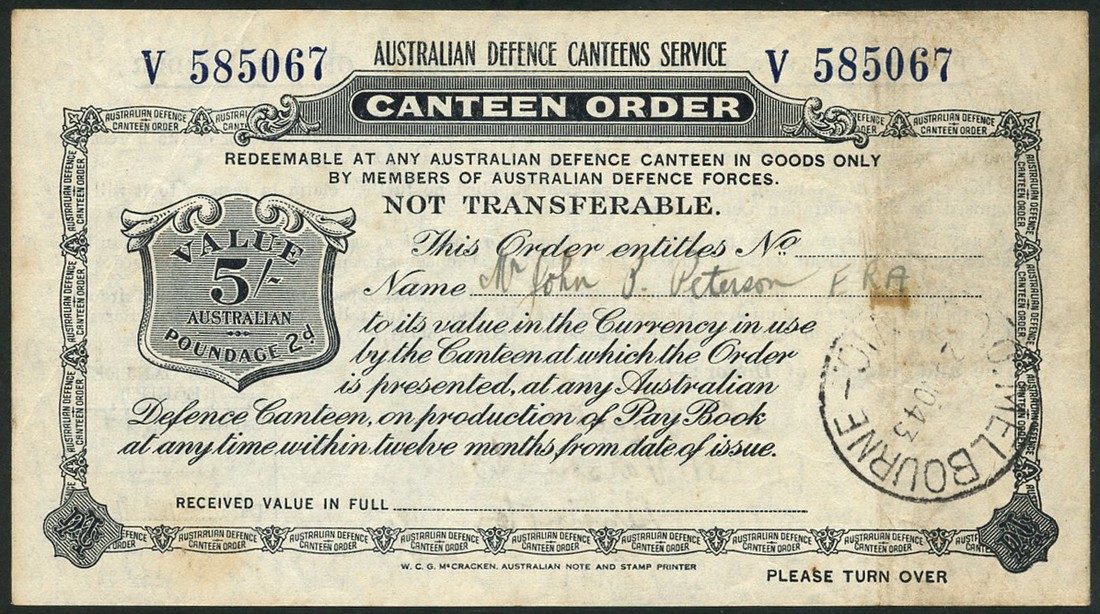 V 585067 AUSTRALIAN DEFENCE CANTEENS SERVICE V 585067
CANTEEN ORDER
AUSTRALIAN DEFENCE CANTEEN ORDER
REDEEMABLE AT ANY AUSTRALIAN DEFENCE CANTEEN IN GOODS ONLY
BY MEMBERS OF AUSTRALIAN DEFENCE FORCES.
NOT TRANSFERABLE.
VALUE
5/-
AUSTRALIAN
POUNDAGE 2d
This Order entitles No
Name Mr John Peterson
to its value in the Currency in use
by the Canteen at which the Order
is presented, at any Australian
Defence Canteen, on production of Pay Book
at any time within twelve months from date of issue.
MELBOURNE
RECEIVED VALUE IN FULL
W. C. G. McCRACKEN. AUSTRALIAN NOTE AND STAMP PRINTER
PLEASE TURN OVER